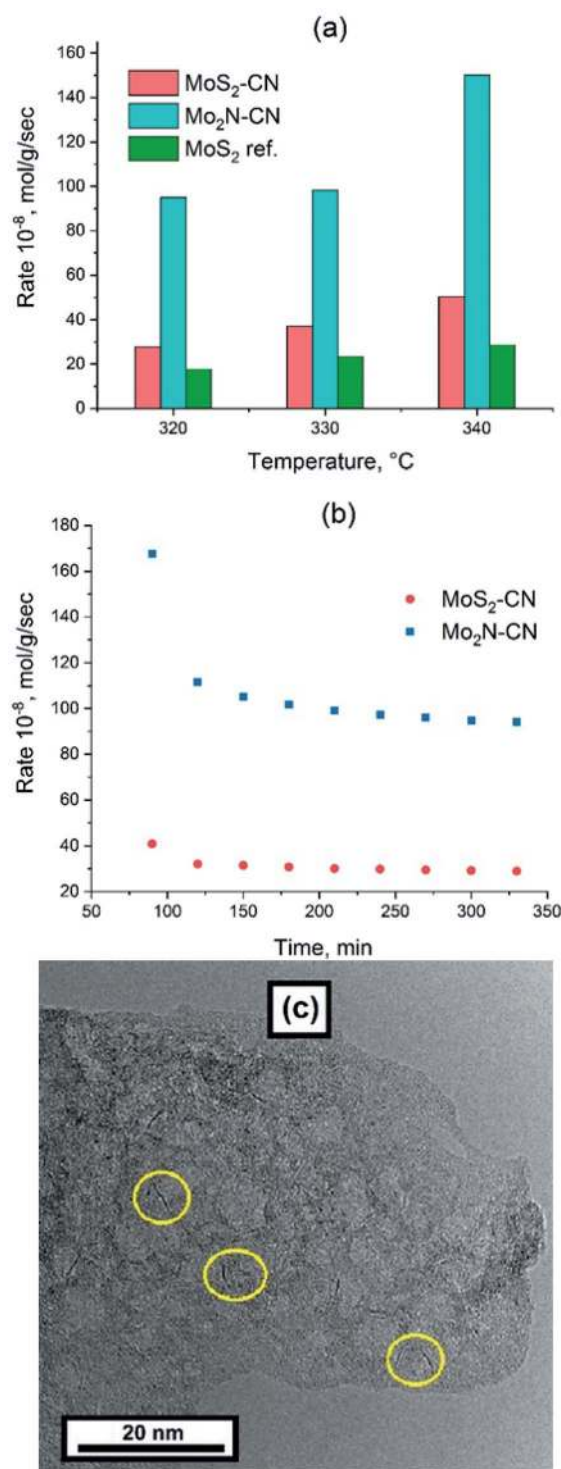 (a)
160
140
120
100
80
60
40
20
0
MoS₂-CN
Mo₂N-CN
MoS₂ ref.
Rate 10⁻⁸, mol/g/sec
320 330 340
Temperature, °C
(b)
180
160
140
120
100
80
60
40
20
MoS₂-CN
Mo₂N-CN
Rate 10⁻⁸, mol/g/sec
50 100 150 200 250 300 350
Time, min
(c)
20 nm